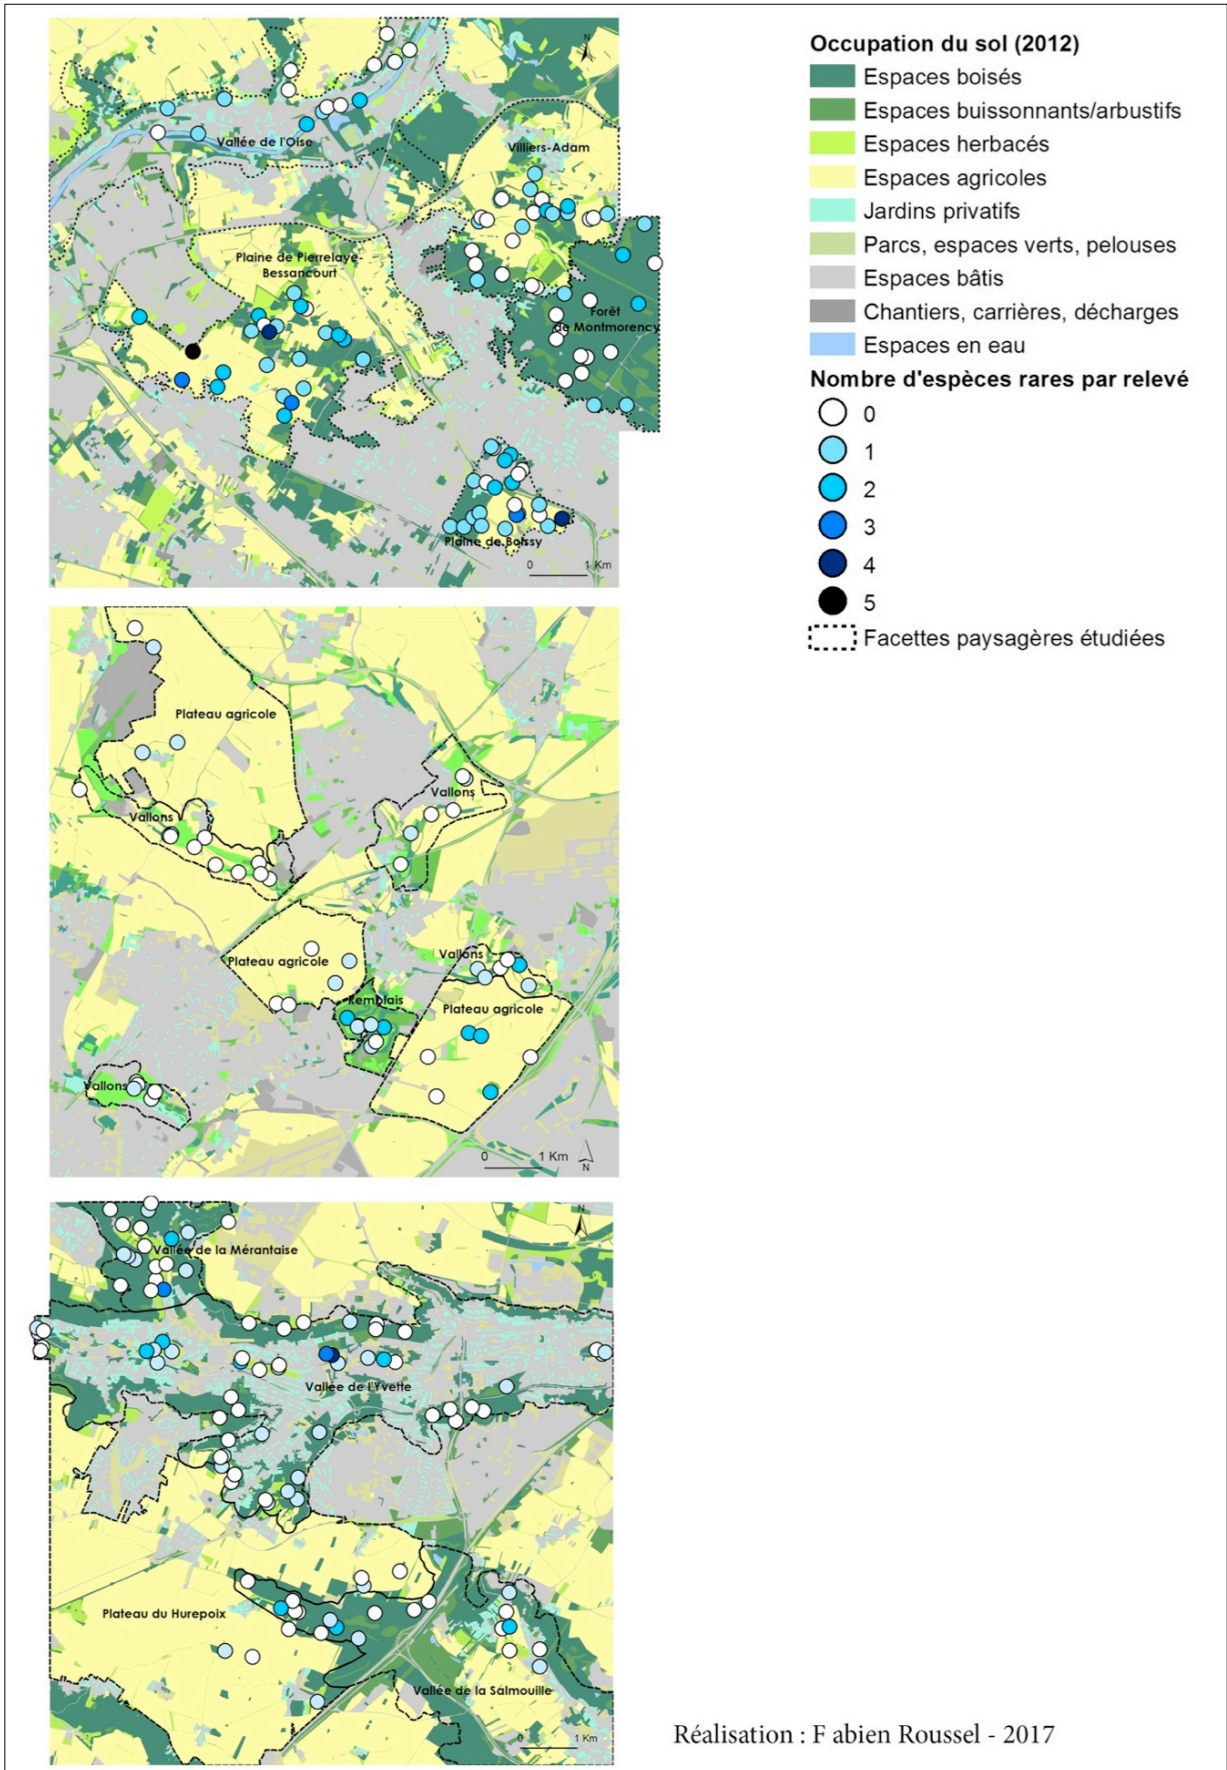 Occupation du sol (2012)
Espaces boisés
Espaces buissonnants/arbustifs
Espaces herbacés
Espaces agricoles
Jardins privatifs
Parcs, espaces verts, pelouses
Espaces bâtis
Chantiers, carrières, décharges
Espaces en eau
Nombre d'espèces rares par relevé
0
1
2
3
4
5
Facettes paysagères étudiées
N
Vallée de l'Oise
Villiers-Adam
Plaine de Pierrelaye-
Bessancourt
Forêt
de Montmorency
Plaine de Boissy
0 1 Km
Plateau agricole
Vallons
Vallons
Plateau agricole
Vallons
Remblais
Plateau agricole
Vallons
0 1 Km
N
N
Vallée de la Mérantaise
Vallée de l'Yvette
Plateau du Hurepoix
Vallée de la Salmouille
0 1 Km
Réalisation : F abien Roussel - 2017